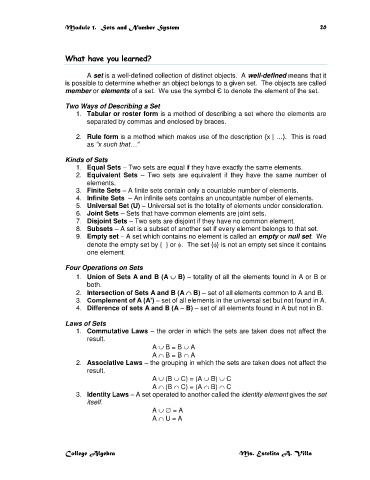 Module 1. Sets and Number System 26
What have you learned?
A set is a well-defined collection of distinct objects. A well-defined means that it
is possible to determine whether an object belongs to a given set. The objects are called
member or elements of a set. We use the symbol Є to denote the element of the set.
Two Ways of Describing a Set
1. Tabular or roster form is a method of describing a set where the elements are
separated by commas and enclosed by braces.
2. Rule form is a method which makes use of the description {x | …}. This is read
as “x such that…”
Kinds of Sets
1. Equal Sets – Two sets are equal if they have exactly the same elements.
2. Equivalent Sets – Two sets are equivalent if they have the same number of
elements.
3. Finite Sets – A finite sets contain only a countable number of elements.
4. Infinite Sets – An infinite sets contains an uncountable number of elements.
5. Universal Set (U) – Universal set is the totality of elements under consideration.
6. Joint Sets – Sets that have common elements are joint sets.
7. Disjoint Sets – Two sets are disjoint if they have no common element.
8. Subsets – A set is a subset of another set if every element belongs to that set.
9. Empty set – A set which contains no element is called an empty or null set. We
denote the empty set by { } or φ. The set {φ} is not an empty set since it contains
one element.
Four Operations on Sets
1. Union of Sets A and B (A ∪ B) – totality of all the elements found in A or B or
both.
2. Intersection of Sets A and B (A ∩ B) – set of all elements common to A and B.
3. Complement of A (A’) – set of all elements in the universal set but not found in A.
4. Difference of sets A and B (A – B) – set of all elements found in A but not in B.
Laws of Sets
1. Commutative Laws – the order in which the sets are taken does not affect the
result.
A ∪ B = B ∪ A
A ∩ B = B ∩ A
2. Associative Laws – the grouping in which the sets are taken does not affect the
result.
A ∪ (B ∪ C) = (A ∪ B) ∪ C
A ∩ (B ∩ C) = (A ∩ B) ∩ C
3. Identity Laws – A set operated to another called the identity element gives the set
itself.
A ∪ ∅ = A
A ∩ U = A
College Algebra Ms. Estelita A. Villa